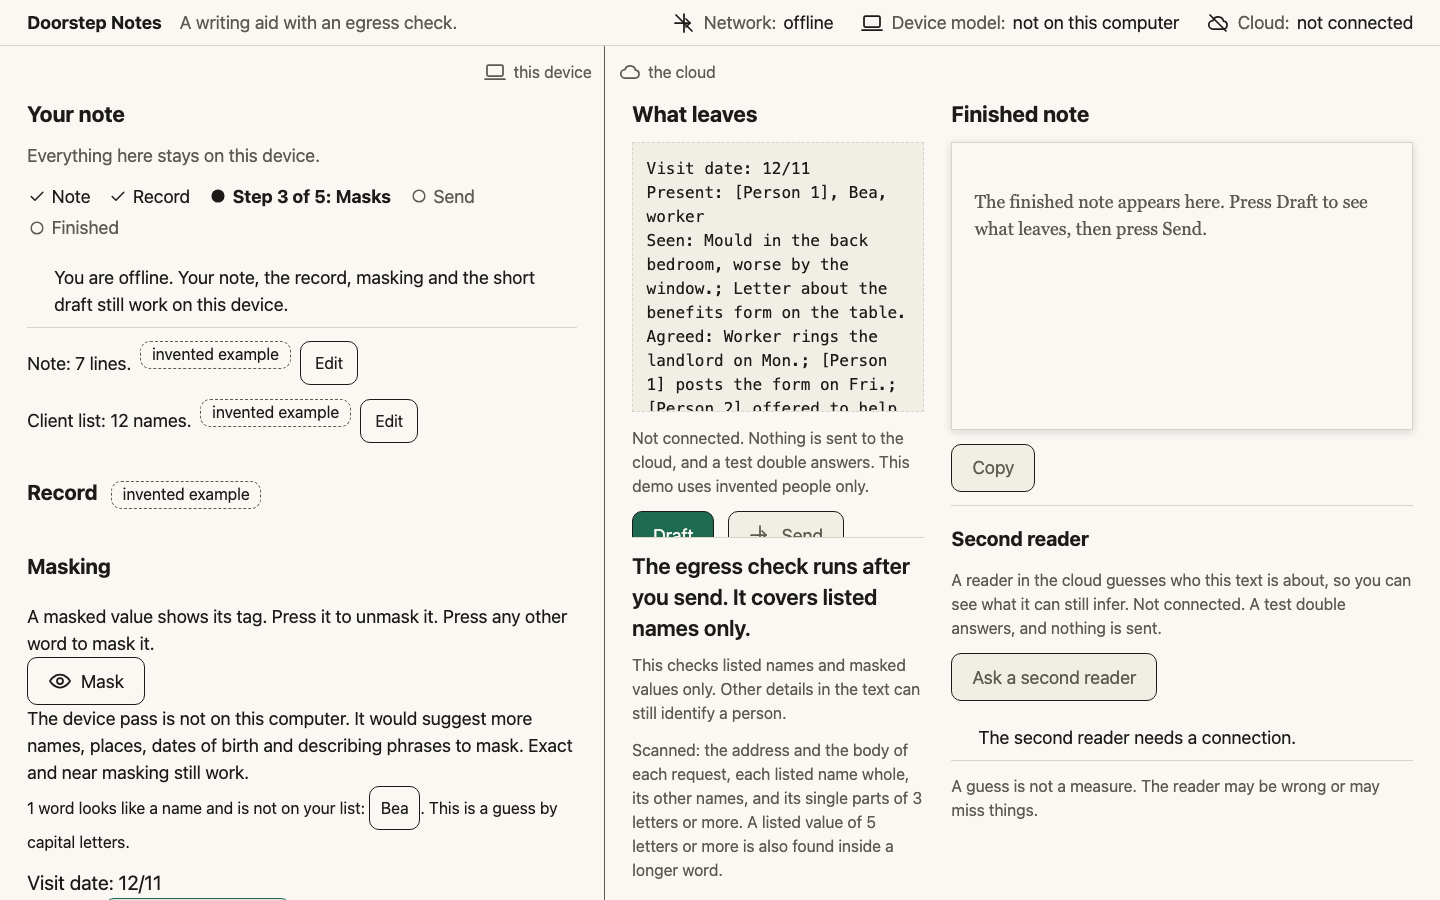 Doorstep Notes A writing aid with an egress check. Network: offline Device model: not on this computer Cloud: not connected
this device
the cloud
Your note
Everything here stays on this device.
Note Record Step 3 of 5: Masks Send
Finished
You are offline. Your note, the record, masking and the short
draft still work on this device.
Note: 7 lines. invented example Edit
Client list: 12 names. invented example Edit
Record invented example
Masking
A masked value shows its tag. Press it to unmask it. Press any other
word to mask it.
Mask
The device pass is not on this computer. It would suggest more
names, places, dates of birth and describing phrases to mask. Exact
and near masking still work.
1 word looks like a name and is not on your list: Bea . This is a guess by
capital letters.
Visit date: 12/11
What leaves
Visit date: 12/11
Present: [Person 1], Bea,
worker
Seen: Mould in the back
bedroom, worse by the
window.; Letter about the
benefits form on the table.
Agreed: Worker rings the
landlord on Mon.; [Person
1] posts the form on Fri.;
[Person 2] offered to help
Not connected. Nothing is sent to the
cloud, and a test double answers. This
demo uses invented people only.
Draft Send
The egress check runs after
you send. It covers listed
names only.
This checks listed names and masked
values only. Other details in the text can
still identify a person.
Scanned: the address and the body of
each request, each listed name whole,
its other names, and its single parts of 3
letters or more. A listed value of 5
letters or more is also found inside a
longer word.
Finished note
The finished note appears here. Press Draft to see
what leaves, then press Send.
Copy
Second reader
A reader in the cloud guesses who this text is about, so you can
see what it can still infer. Not connected. A test double
answers, and nothing is sent.
Ask a second reader
The second reader needs a connection.
A guess is not a measure. The reader may be wrong or may
miss things.